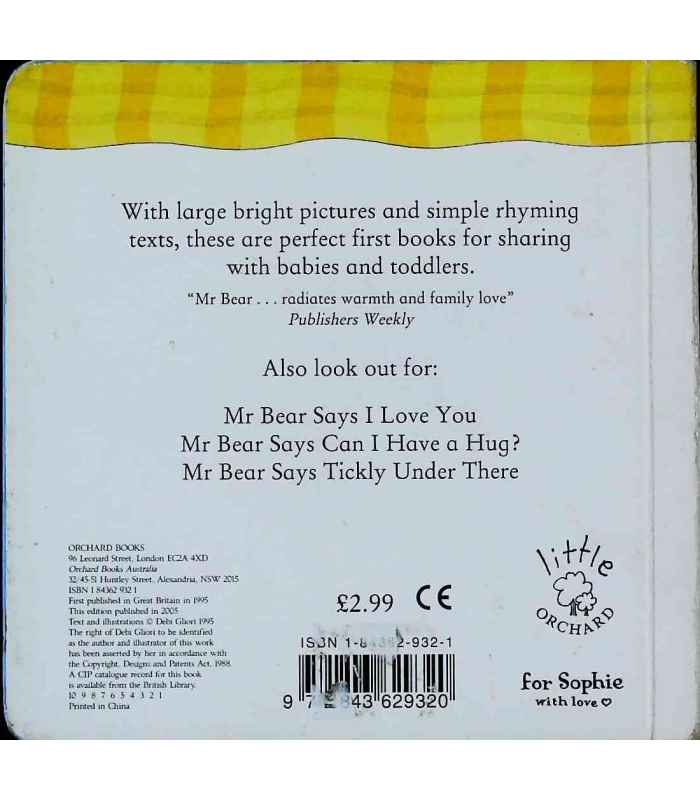 With large bright pictures and simple rhyming
texts, these are perfect first books for sharing
with babies and toddlers.
“Mr Bear . . . radiates warmth and family love”
Publishers Weekly
Also look out for:
Mr Bear Says I Love You
Mr Bear Says Can I Have a Hug?
Mr Bear Says Tickly Under There
ORCHARD BOOKS
96 Leonard Street, London EC2A 4XD
Orchard Books Australia
32/45-51 Huntley Street, Alexandria, NSW 2015
ISBN 1 84362 932 1
First published in Great Britain in 1995
This edition published in 2005
Text and illustrations © Debi Gliori 1995
The right of Debi Gliori to be identified
as the author and illustrator of this work
has been asserted by her in accordance with
the Copyright, Designs and Patents Act, 1988.
A CIP catalogue record for this book
is available from the British Library.
10 9 8 7 6 5 4 3 2 1
Printed in China
£2.99 CE
ISBN 1-84362-932-1
9 843 629320
little
ORCHARD
for Sophie
with love ♡